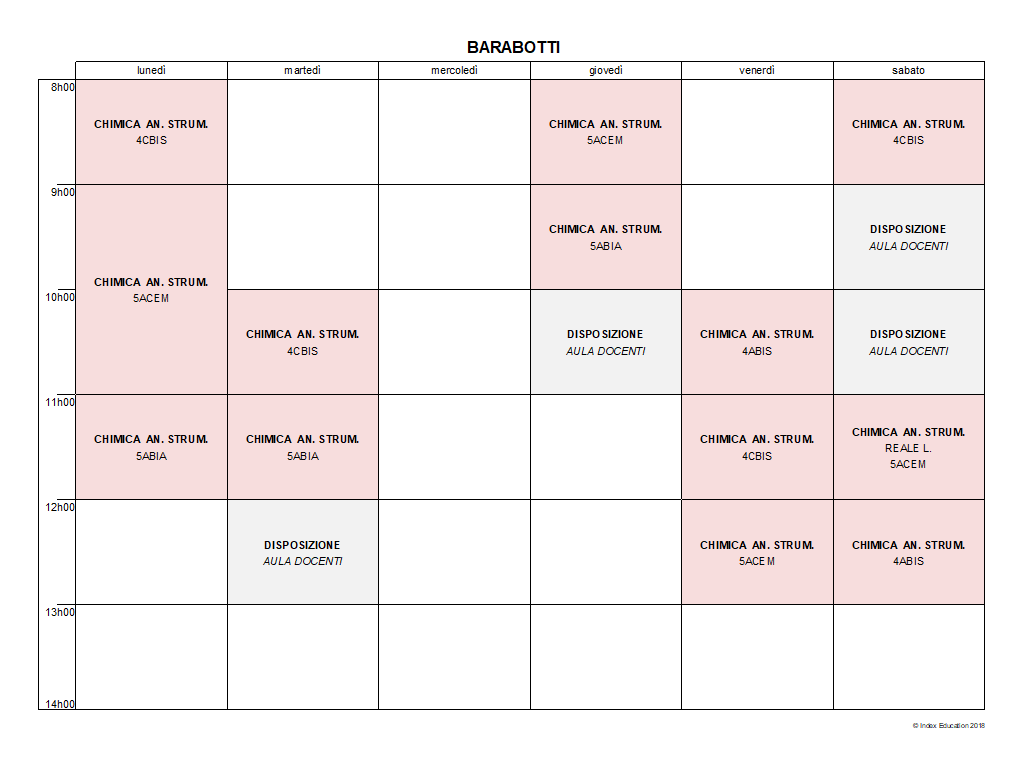 BARABOTTI
lunedì martedì mercoledì giovedì venerdì sabato
8h00
CHIMICA AN. STRUM.
4CBIS
CHIMICA AN. STRUM.
5ACEM
CHIMICA AN. STRUM.
4CBIS
9h00
CHIMICA AN. STRUM.
5ACEM
CHIMICA AN. STRUM.
5ABIA
DISPOSIZIONE
AULA DOCENTI
10h00
CHIMICA AN. STRUM.
4CBIS
DISPOSIZIONE
AULA DOCENTI
CHIMICA AN. STRUM.
4ABIS
DISPOSIZIONE
AULA DOCENTI
11h00
CHIMICA AN. STRUM.
5ABIA
CHIMICA AN. STRUM.
5ABIA
CHIMICA AN. STRUM.
4CBIS
CHIMICA AN. STRUM.
REALE L.
5ACEM
12h00
DISPOSIZIONE
AULA DOCENTI
CHIMICA AN. STRUM.
5ACEM
CHIMICA AN. STRUM.
4ABIS
13h00
14h00
© Index Education 2018